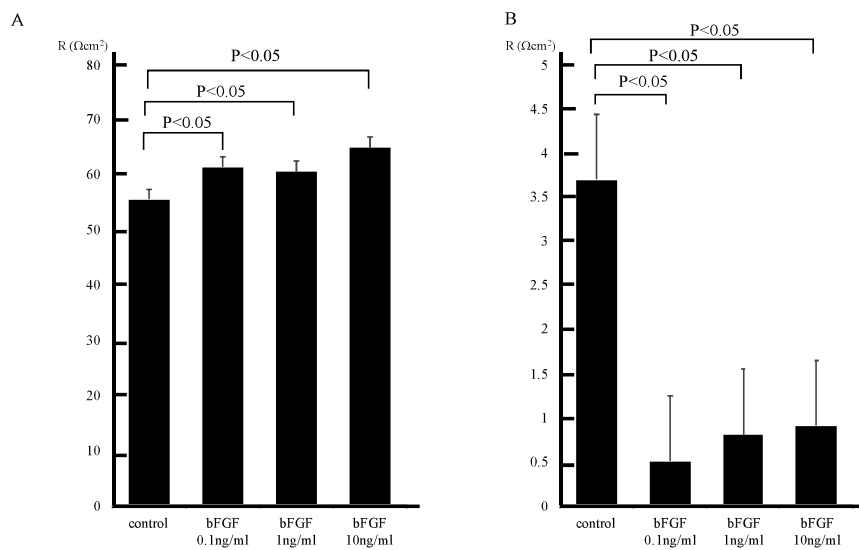 A
R (Ωcm²)
P<0.05
P<0.05
P<0.05
80
70
60
50
40
30
20
10
0
control
bFGF
0.1ng/ml
bFGF
1ng/ml
bFGF
10ng/ml
B
R (Ωcm²)
P<0.05
P<0.05
P<0.05
5
4.5
4
3.5
3
2.5
2
1.5
1
0.5
0
control
bFGF
0.1ng/ml
bFGF
1ng/ml
bFGF
10ng/ml